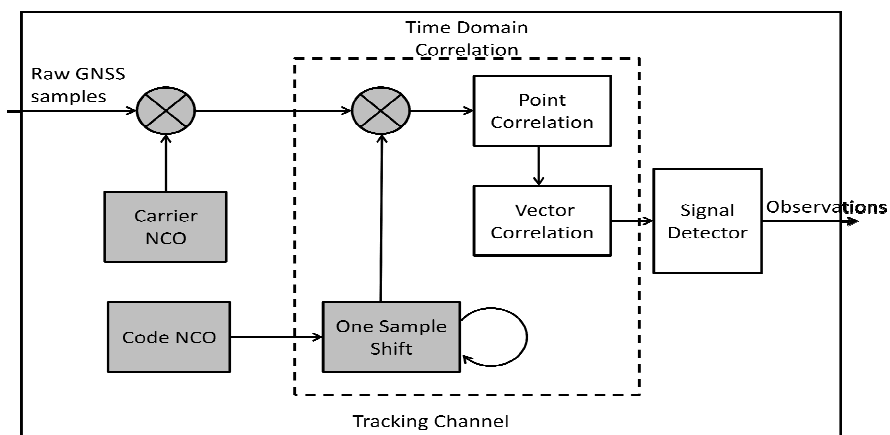 Time Domain
Correlation
Raw GNSS
samples
Point
Correlation
Carrier
NCO
Vector
Correlation
Signal
Detector
Observations
Code NCO
One Sample
Shift
Tracking Channel